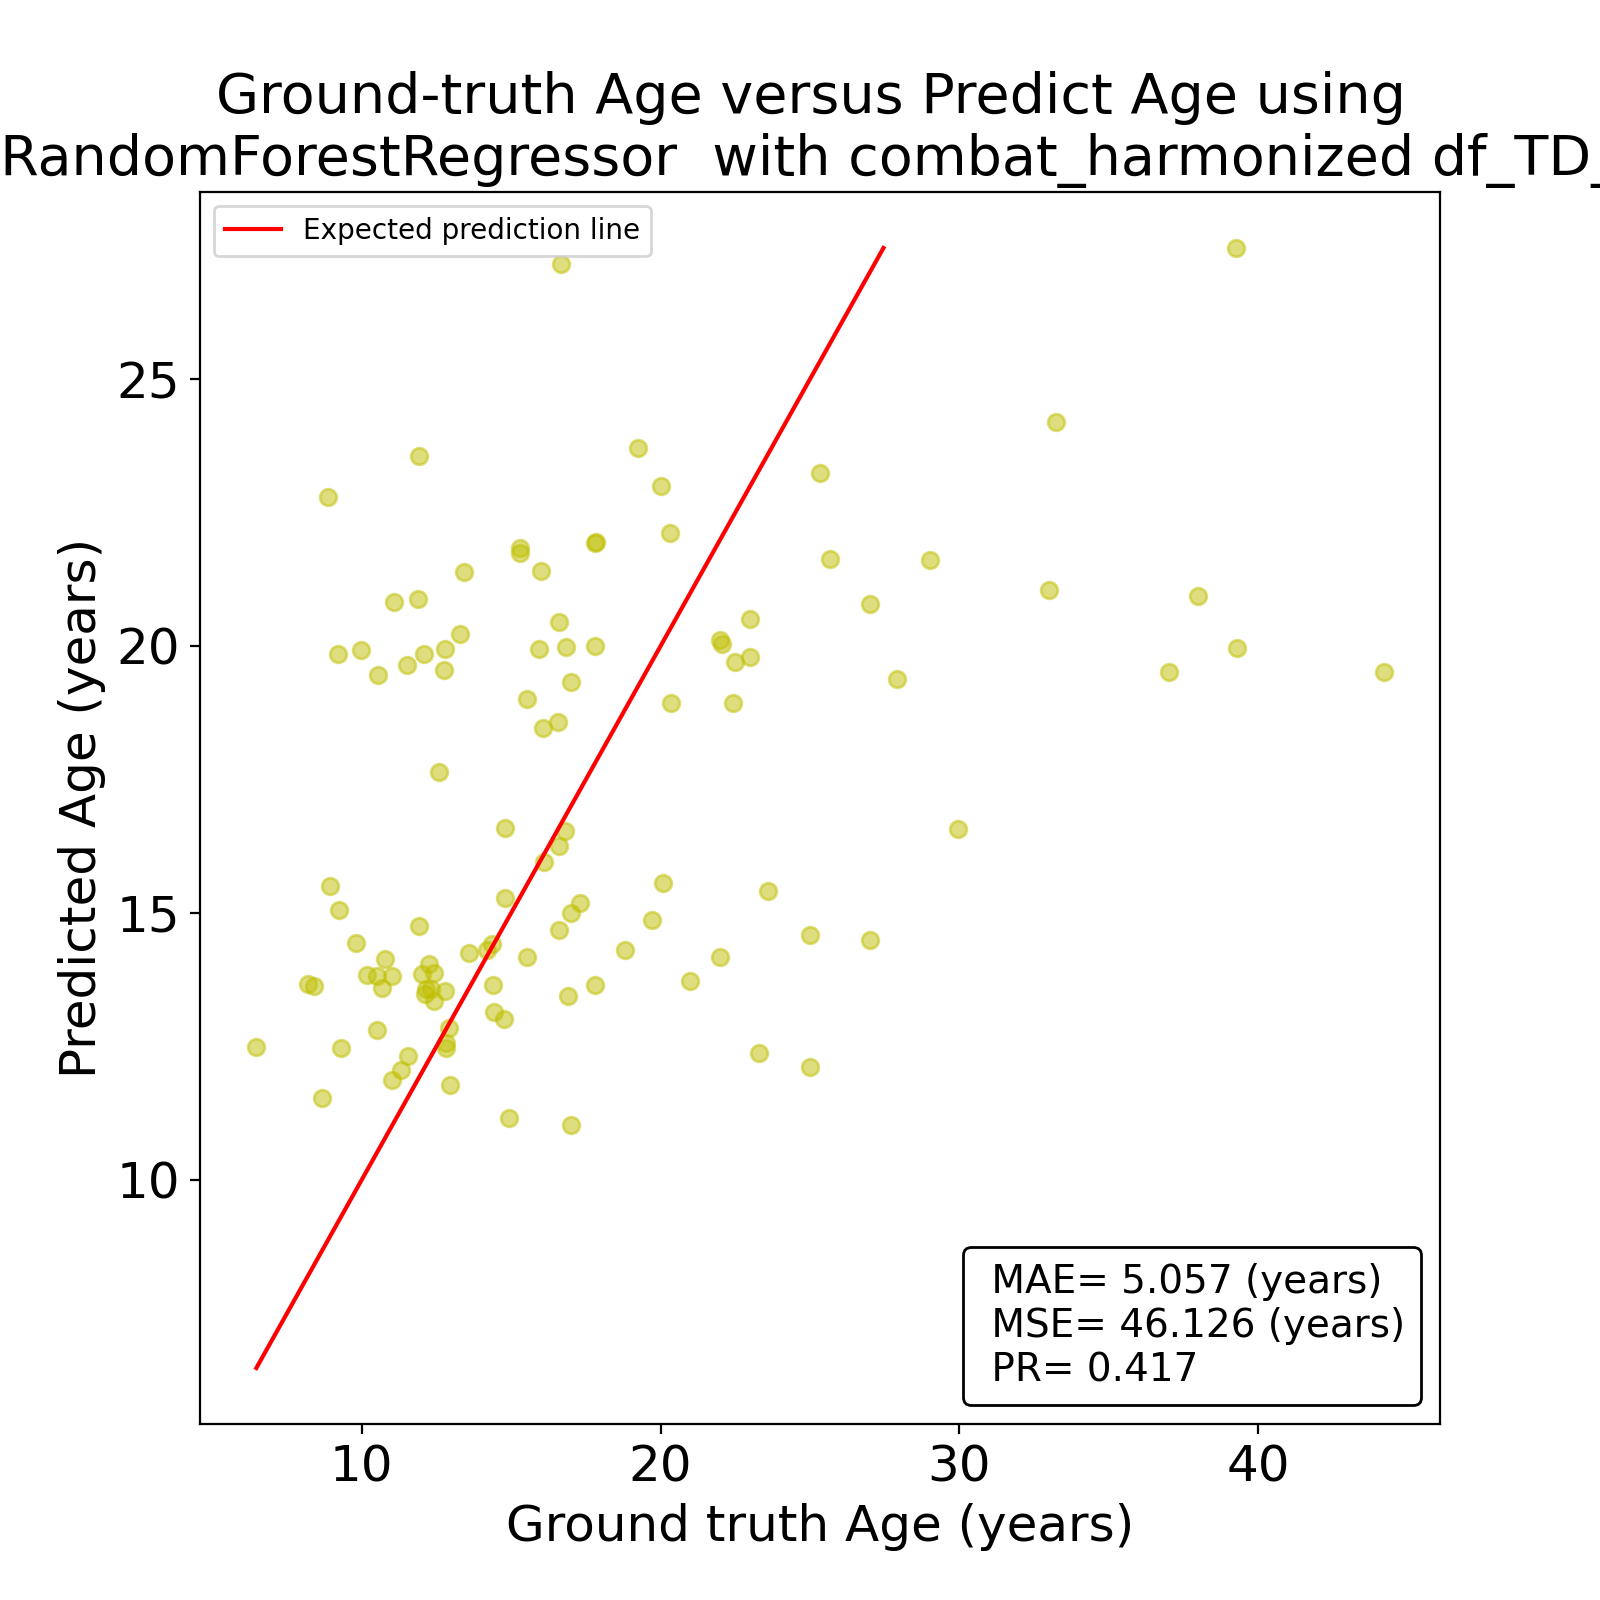 Ground-truth Age versus Predict Age using
RandomForestRegressor  with combat_harmonized df_TD_
Expected prediction line
25
20
15
10
Predicted Age (years)
MAE= 5.057 (years)
MSE= 46.126 (years)
PR= 0.417
10 20 30 40
Ground truth Age (years)